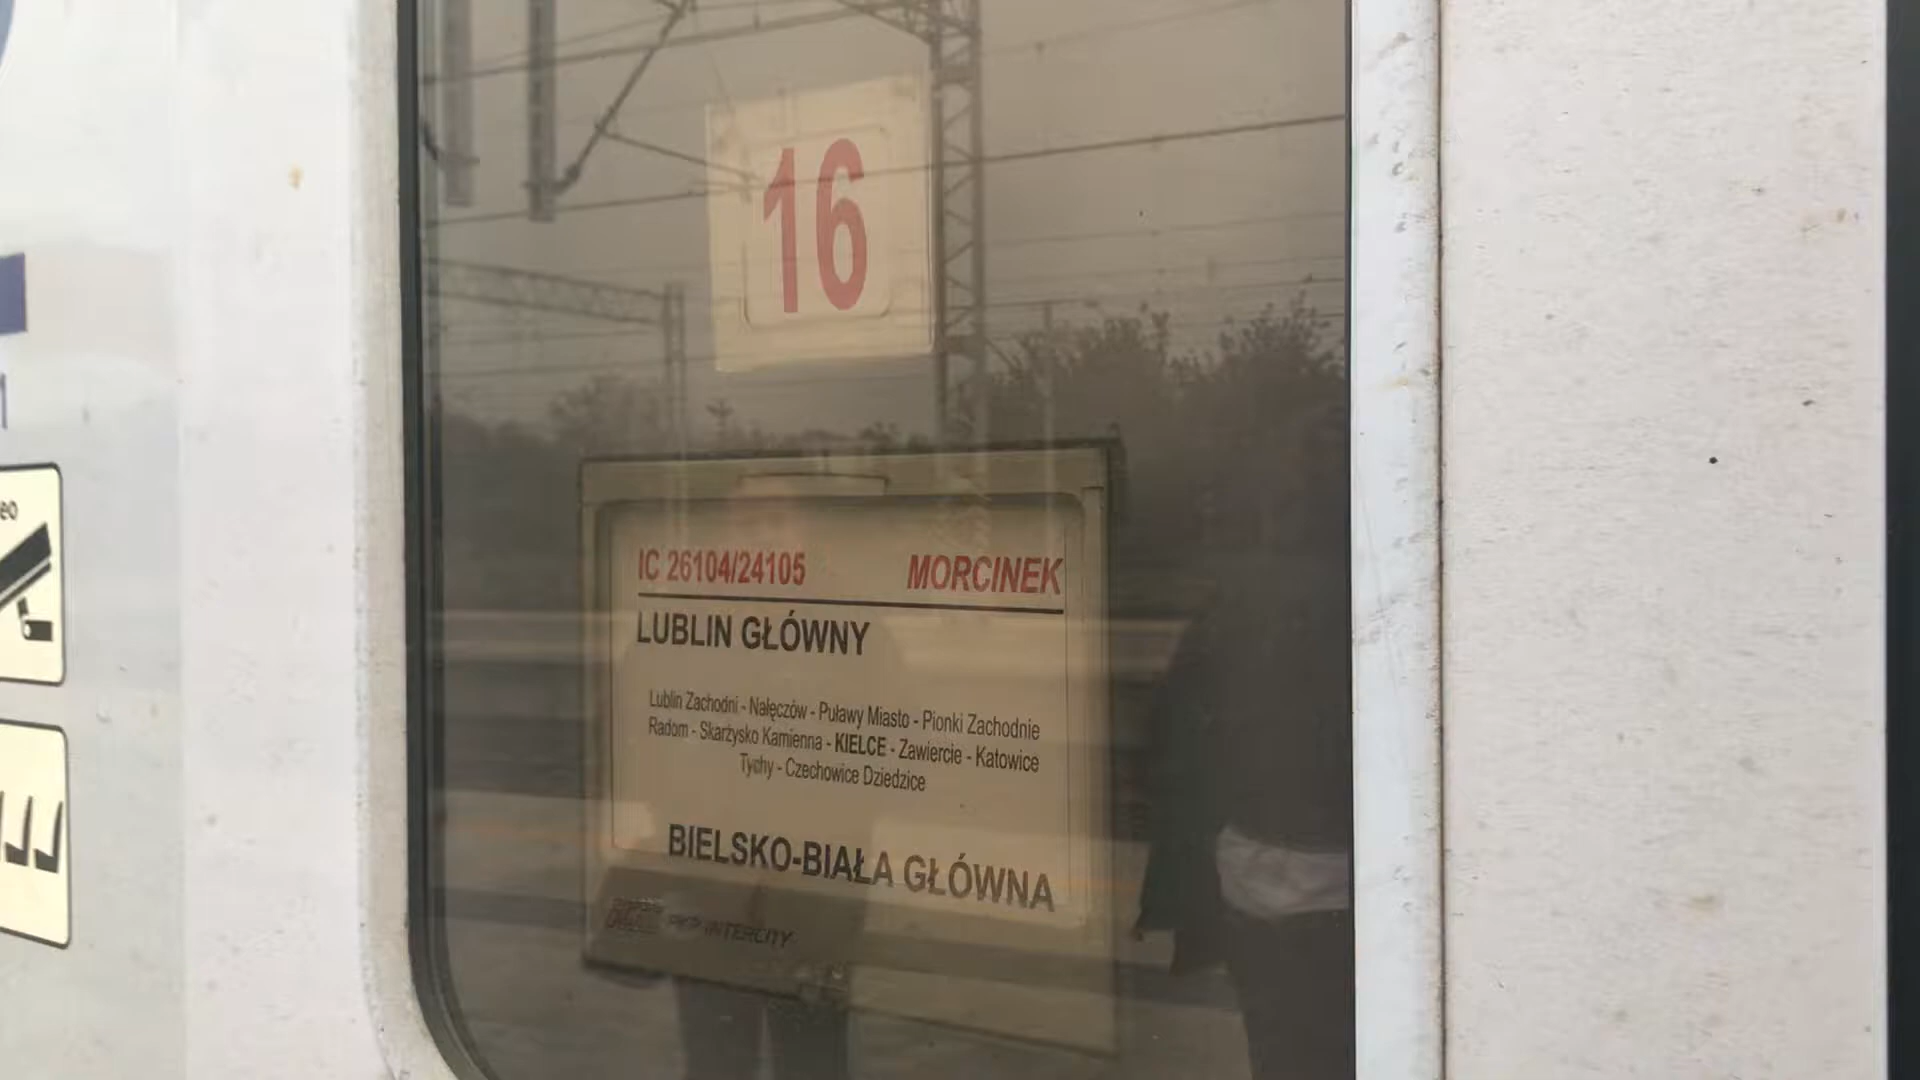 16
IC 26104/24105 MORCINEK
LUBLIN GŁÓWNY
Lublin Zachodni - Nałęczów - Puławy Miasto - Pionki Zachodnie
Radom - Skarżysko Kamienna - KIELCE - Zawiercie - Katowice
Tychy - Czechowice Dziedzice
BIELSKO-BIAŁA GŁÓWNA
PKP INTERCITY